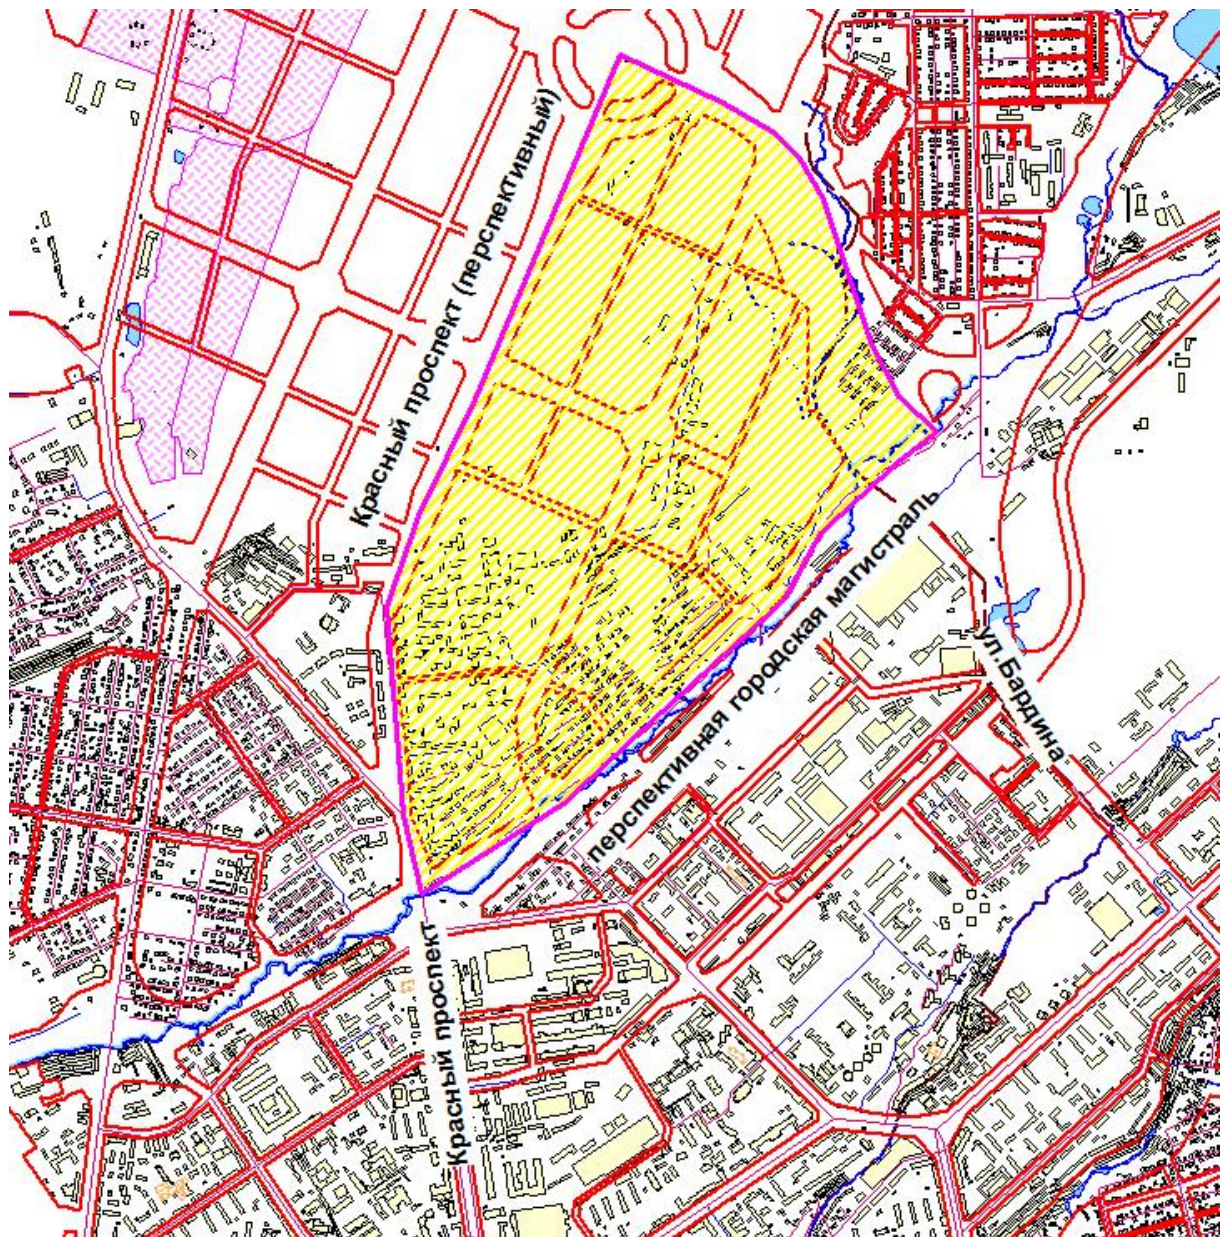 Красный проспект (перспективный)
перспективная городская магистраль
ул.Бардина
Красный проспект